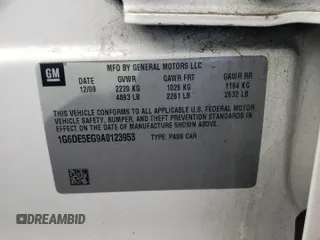 GM
MFD BY GENERAL MOTORS LLC
DATE GVWR GAWR FRT GAWR RR
12/09 2220 KG 1026 KG 1194 KG
4893 LB 2261 LB 2632 LB
THIS VEHICLE CONFORMS TO ALL APPLICABLE U.S. FEDERAL MOTOR
VEHICLE SAFETY, BUMPER, AND THEFT PREVENTION STANDARDS IN EFFECT
ON THE DATE OF MANUFACTURE SHOWN ABOVE.
1G6DE5EG9A0123953 TYPE: PASS CAR